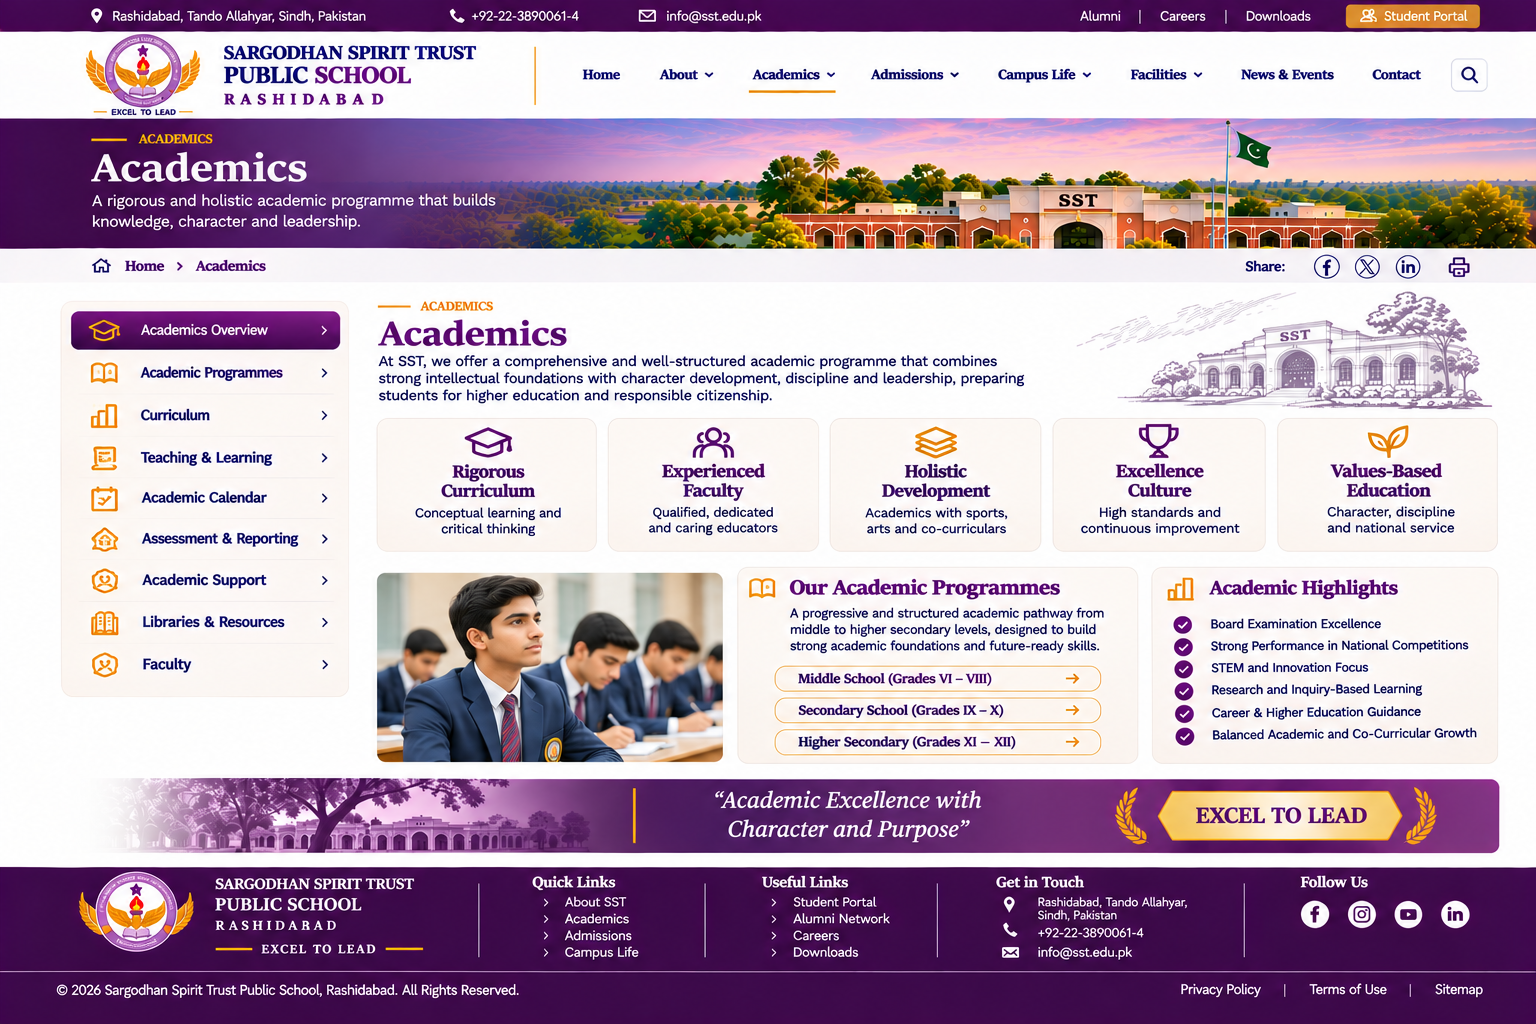 Rashidabad, Tando Allahyar, Sindh, Pakistan
+92-22-3890061-4
info@sst.edu.pk
Alumni
Careers
Downloads
Student Portal
SARGODHAN SPIRIT TRUST
PUBLIC SCHOOL
RASHIDABAD
EXCEL TO LEAD
Home
About
Academics
Admissions
Campus Life
Facilities
News & Events
Contact
ACADEMICS
Academics
A rigorous and holistic academic programme that builds
knowledge, character and leadership.
SST
Home > Academics
Share:
Academics Overview
Academic Programmes
Curriculum
Teaching & Learning
Academic Calendar
Assessment & Reporting
Academic Support
Libraries & Resources
Faculty
ACADEMICS
Academics
At SST, we offer a comprehensive and well-structured academic programme that combines
strong intellectual foundations with character development, discipline and leadership, preparing
students for higher education and responsible citizenship.
SST
Rigorous
Curriculum
Conceptual learning and
critical thinking
Experienced
Faculty
Qualified, dedicated
and caring educators
Holistic
Development
Academics with sports,
arts and co-curriculars
Excellence
Culture
High standards and
continuous improvement
Values-Based
Education
Character, discipline
and national service
Our Academic Programmes
A progressive and structured academic pathway from
middle to higher secondary levels, designed to build
strong academic foundations and future-ready skills.
Middle School (Grades VI – VIII)
Secondary School (Grades IX – X)
Higher Secondary (Grades XI – XII)
Academic Highlights
Board Examination Excellence
Strong Performance in National Competitions
STEM and Innovation Focus
Research and Inquiry-Based Learning
Career & Higher Education Guidance
Balanced Academic and Co-Curricular Growth
“Academic Excellence with
Character and Purpose”
EXCEL TO LEAD
SARGODHAN SPIRIT TRUST
PUBLIC SCHOOL
RASHIDABAD
EXCEL TO LEAD
Quick Links
About SST
Academics
Admissions
Campus Life
Useful Links
Student Portal
Alumni Network
Careers
Downloads
Get in Touch
Rashidabad, Tando Allahyar,
Sindh, Pakistan
+92-22-3890061-4
info@sst.edu.pk
Follow Us
© 2026 Sargodhan Spirit Trust Public School, Rashidabad. All Rights Reserved.
Privacy Policy
Terms of Use
Sitemap